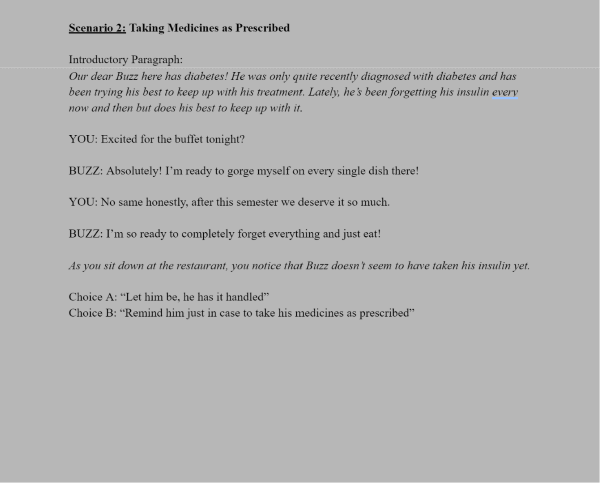 Scenario 2: Taking Medicines as Prescribed
Introductory Paragraph:
Our dear Buzz here has diabetes! He was only quite recently diagnosed with diabetes and has
been trying his best to keep up with his treatment. Lately, he’s been forgetting his insulin every
now and then but does his best to keep up with it.
YOU: Excited for the buffet tonight?
BUZZ: Absolutely! I’m ready to gorge myself on every single dish there!
YOU: No same honestly, after this semester we deserve it so much.
BUZZ: I’m so ready to completely forget everything and just eat!
As you sit down at the restaurant, you notice that Buzz doesn’t seem to have taken his insulin yet.
Choice A: “Let him be, he has it handled”
Choice B: “Remind him just in case to take his medicines as prescribed”